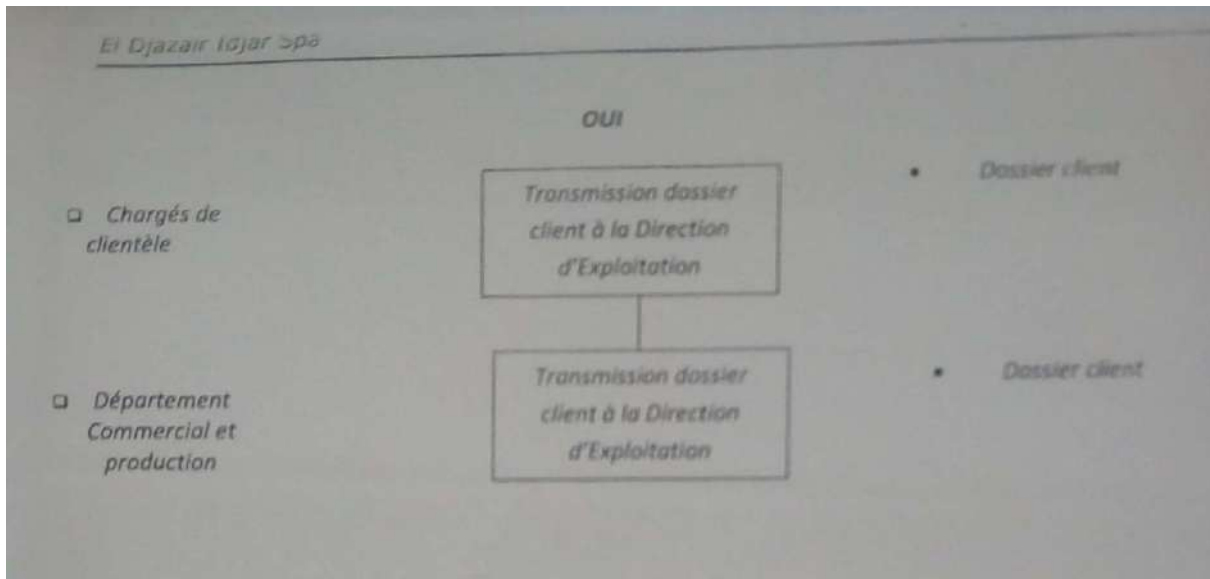 El Djazair Idjar Spa
OUI
Chargés de
clientèle
Transmission dossier
client à la Direction
d'Exploitation
Dossier client
Département
Commercial et
production
Transmission dossier
client à la Direction
d'Exploitation
Dossier client